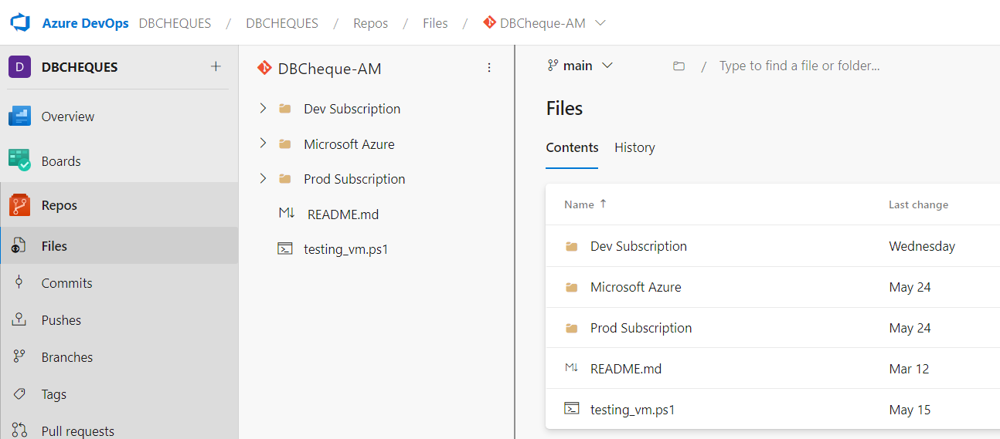 Azure DevOps DBCHEQUES / DBCHEQUES / Repos / Files / DBCheque-AM
D DBCHEQUES +
Overview
Boards
Repos
Files
Commits
Pushes
Branches
Tags
Pull requests
DBCheque-AM
Dev Subscription
Microsoft Azure
Prod Subscription
M↓ README.md
testing_vm.ps1
main / Type to find a file or folder...
Files
Contents History
Name ↑ Last change
Dev Subscription Wednesday
Microsoft Azure May 24
Prod Subscription May 24
M↓ README.md Mar 12
testing_vm.ps1 May 15